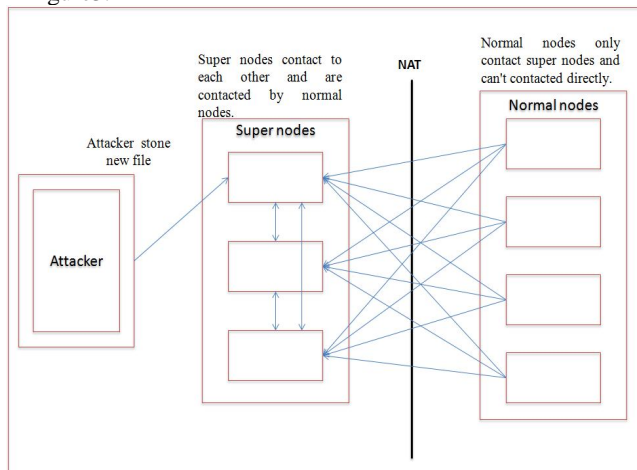 Super nodes contact to
each other and are
contacted by normal
nodes.
NAT
Normal nodes only
contact super nodes and
can't contacted directly.
Attacker stone
new file
Super nodes
Normal nodes
Attacker